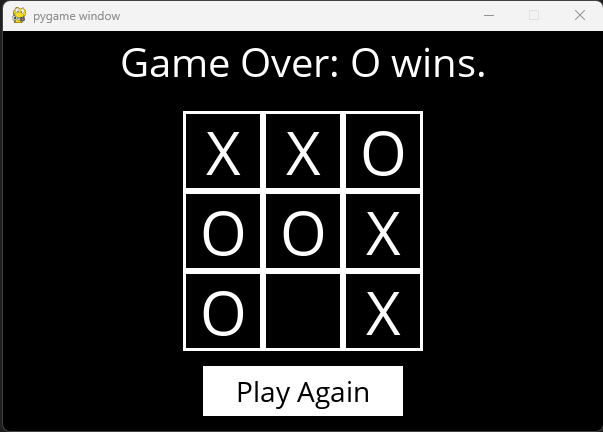 pygame window
Game Over: O wins.
X X O
O O X
O X
Play Again